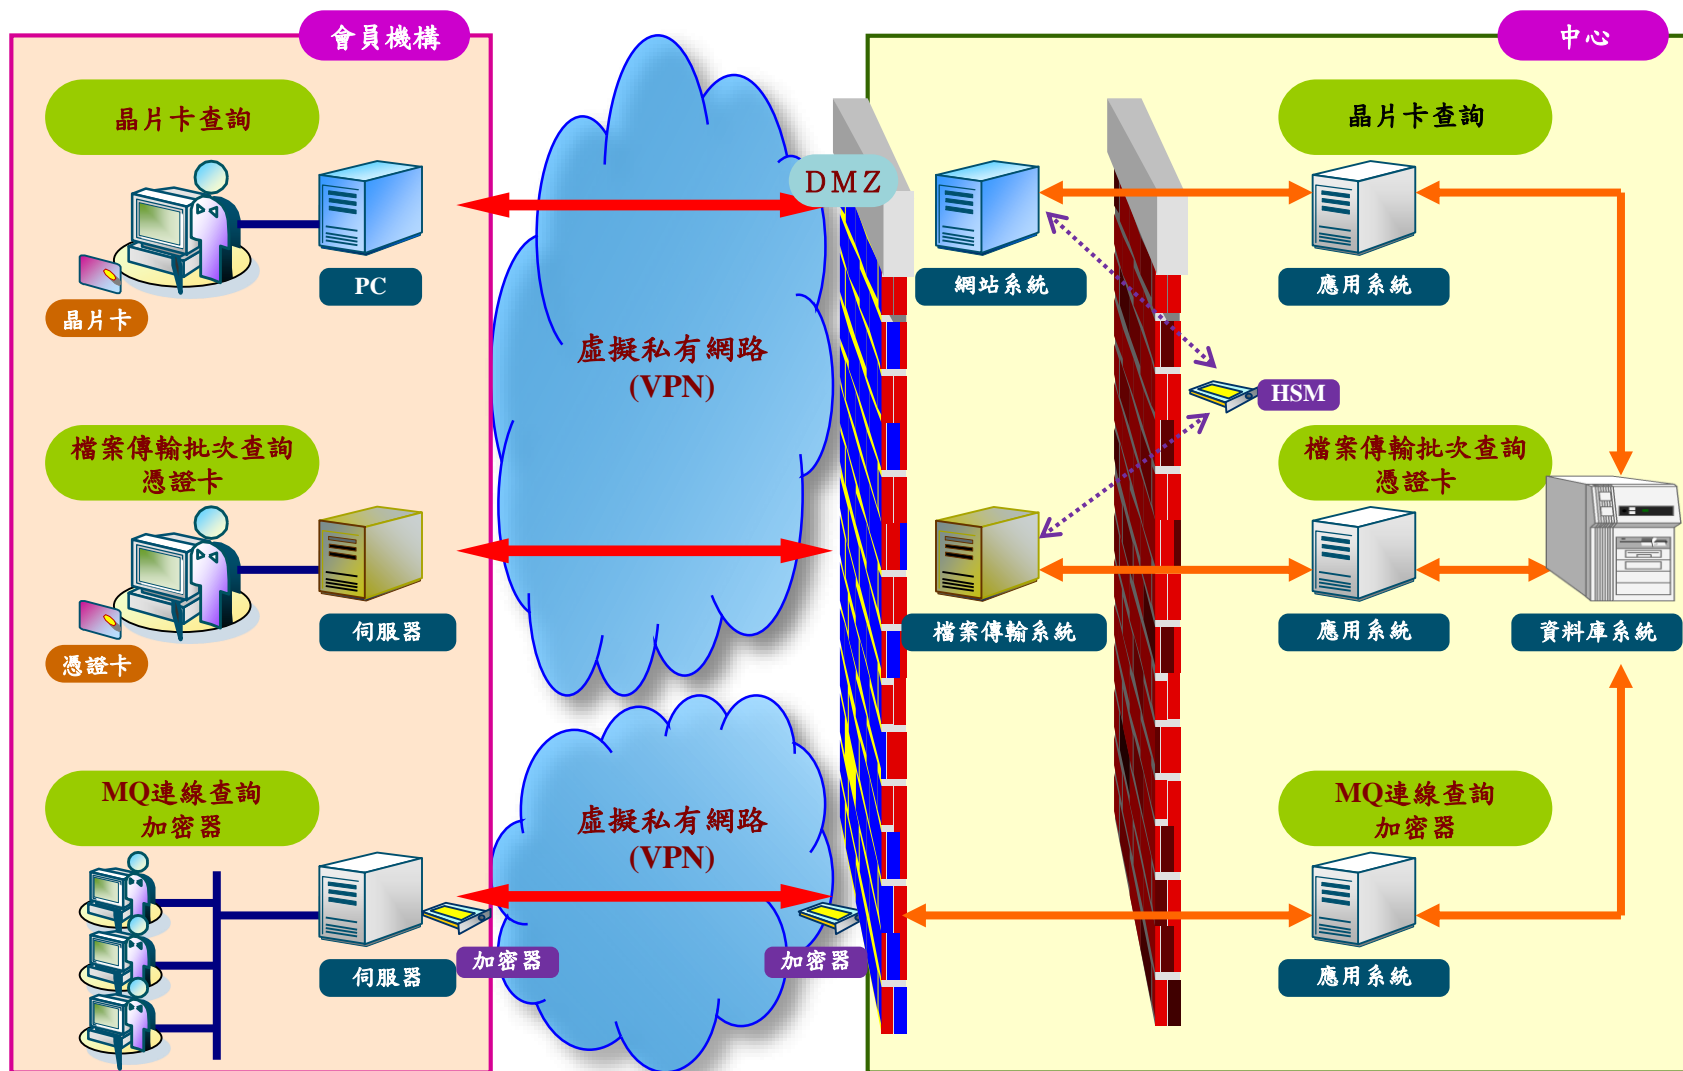 會員機構
中心
晶片卡查詢
PC
晶片卡
檔案傳輸批次查詢
憑證卡
伺服器
憑證卡
MQ連線查詢
加密器
伺服器
加密器
虛擬私有網路
(VPN)
虛擬私有網路
(VPN)
加密器
DMZ
網站系統
HSM
檔案傳輸系統
晶片卡查詢
應用系統
檔案傳輸批次查詢
憑證卡
應用系統
資料庫系統
MQ連線查詢
加密器
應用系統